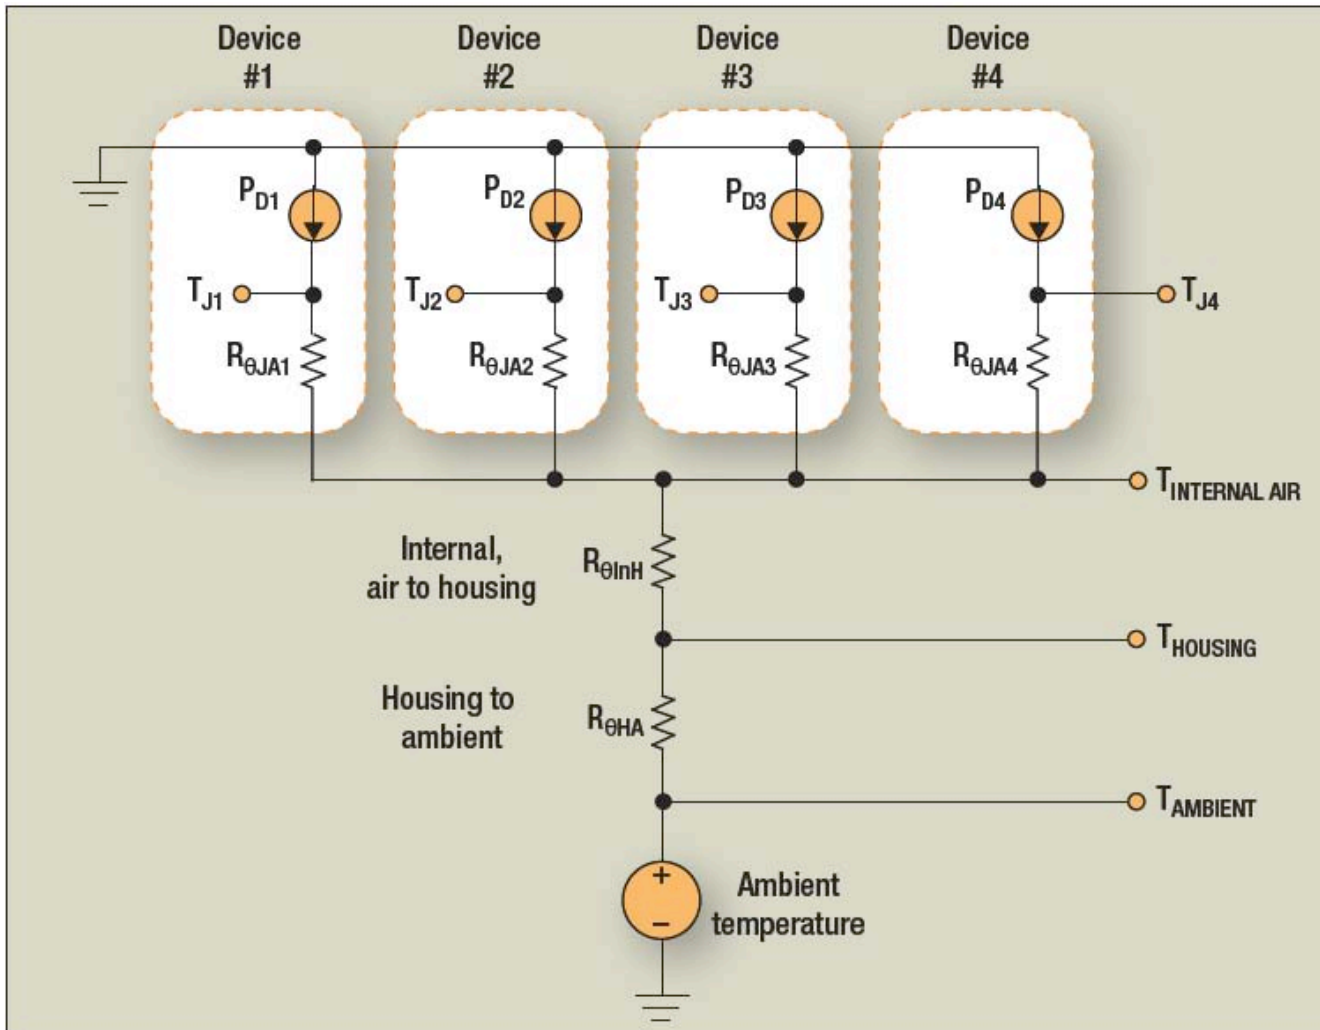 Device
#1
Device
#2
Device
#3
Device
#4
PD1
PD2
PD3
PD4
TJ1
TJ2
TJ3
TJ4
RθJA1
RθJA2
RθJA3
RθJA4
TINTERNAL AIR
Internal,
air to housing
RθInH
THOUSING
Housing to
ambient
RθHA
TAMBIENT
+
−
Ambient
temperature